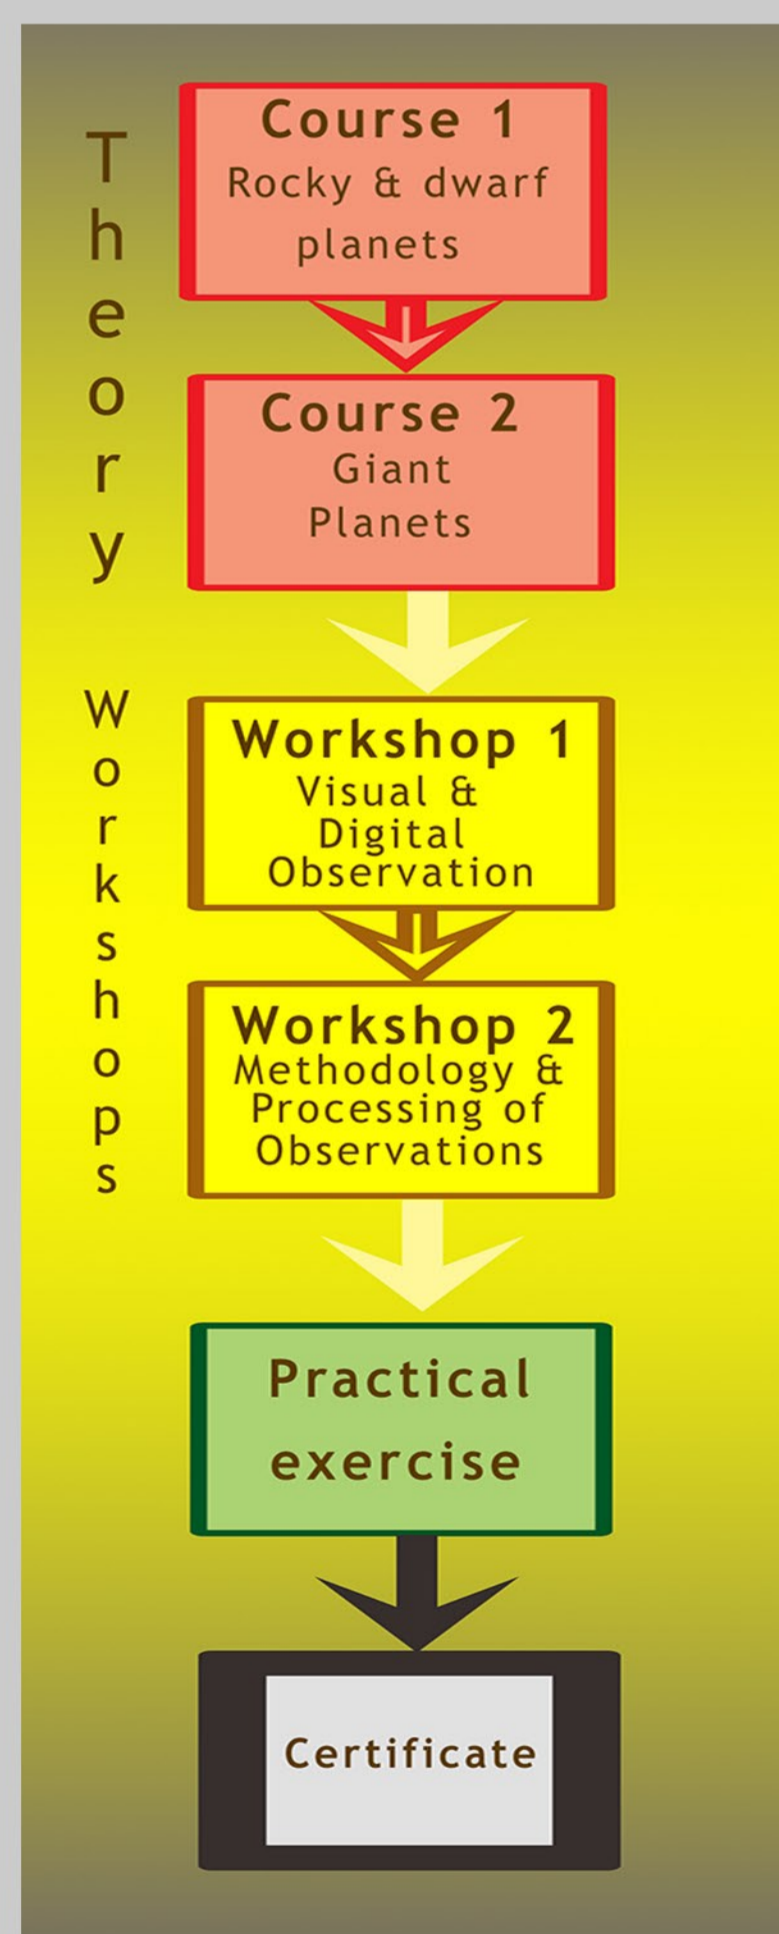 Theory
Course 1
Rocky & dwarf
planets
Course 2
Giant
Planets
Workshops
Workshop 1
Visual &
Digital
Observation
Workshop 2
Methodology &
Processing of
Observations
Practical
exercise
Certificate